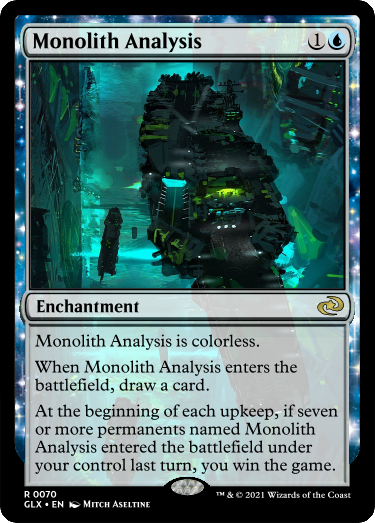 Monolith Analysis 1
Enchantment
Monolith Analysis is colorless.
When Monolith Analysis enters the
battlefield, draw a card.
At the beginning of each upkeep, if seven
or more permanents named Monolith
Analysis entered the battlefield under
your control last turn, you win the game.
R 0070
GLX • EN Mitch Aseltine
™ & © 2021 Wizards of the Coast